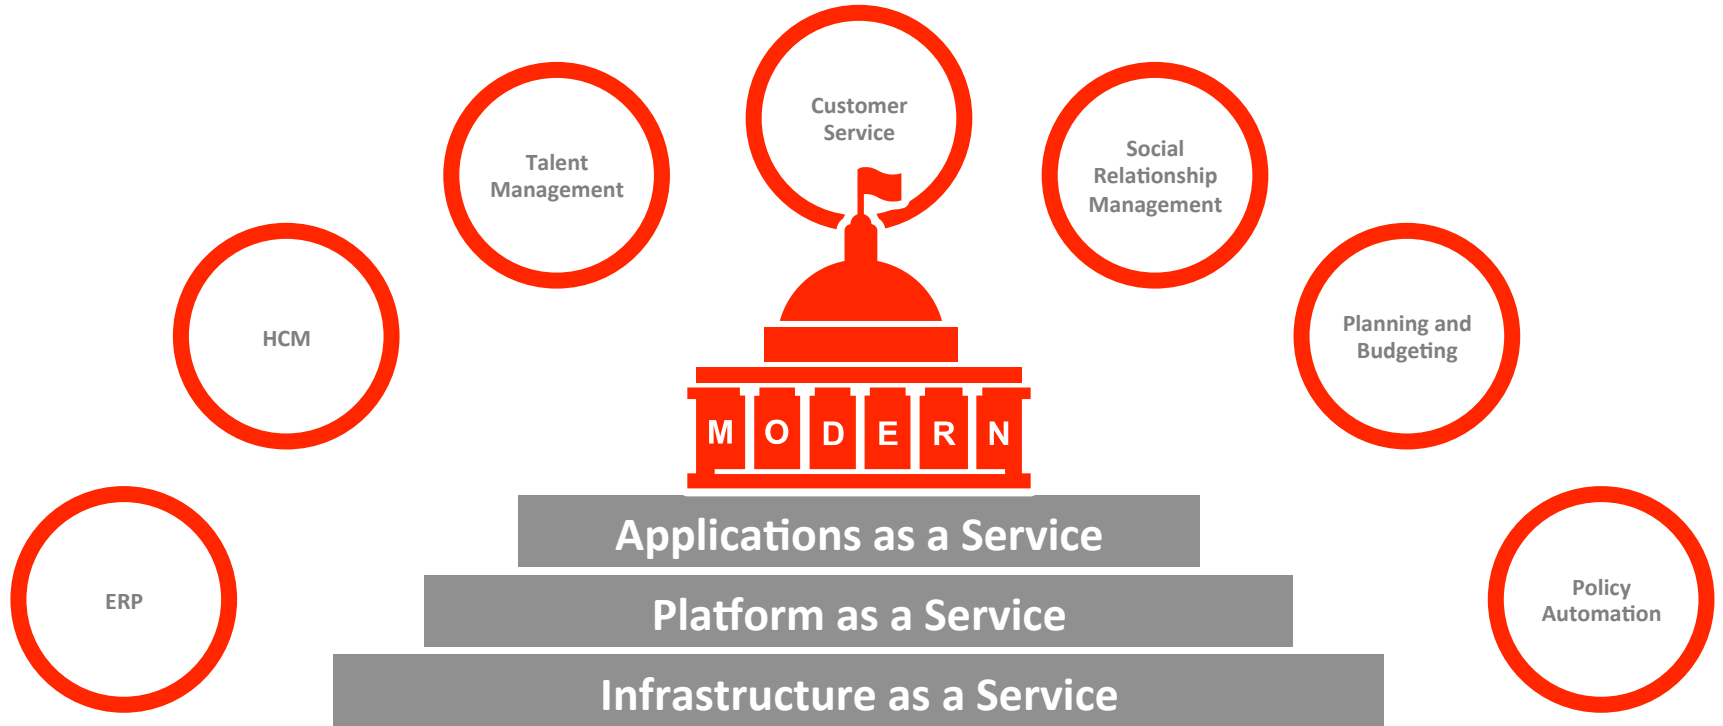 Customer
Service
Talent
Management
Social
Relationship
Management
HCM
Planning and
Budgeting
M O D E R N
Applications as a Service
ERP
Policy
Automation
Platform as a Service
Infrastructure as a Service